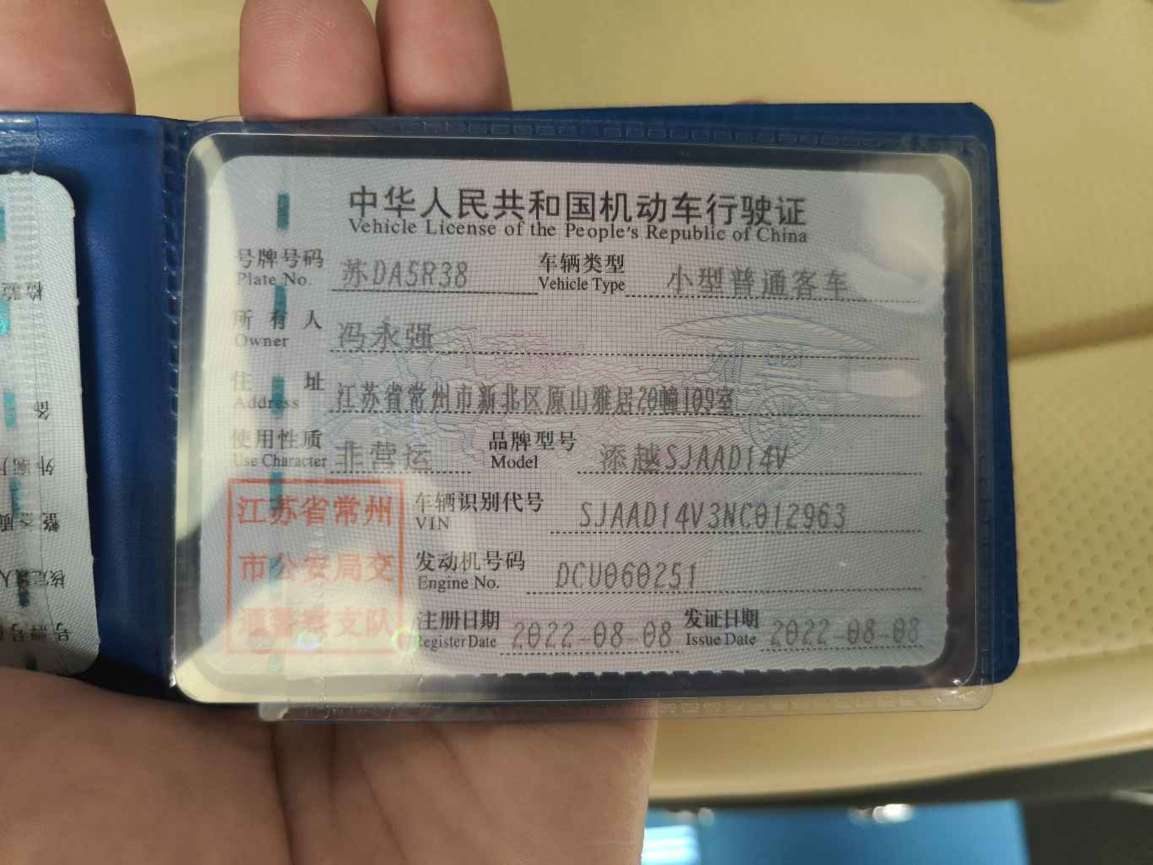 中华人民共和国机动车行驶证
Vehicle License of the People's Republic of China
号牌号码 苏DA5R38 车辆类型 小型普通客车
Plate No. Vehicle Type
所有人 冯永强
Owner
住址 江苏省常州市新北区原山雅居20幢109室
Address
使用性质 非营运 品牌型号 添越SJAAD14V
Use Character Model
江苏省常州
市公安局交
通警察支队
车辆识别代号 SJAAD14V3NC012963
VIN
发动机号码 DCU060251
Engine No.
注册日期 2022-08-08 发证日期 2022-08-08
Register Date Issue Date